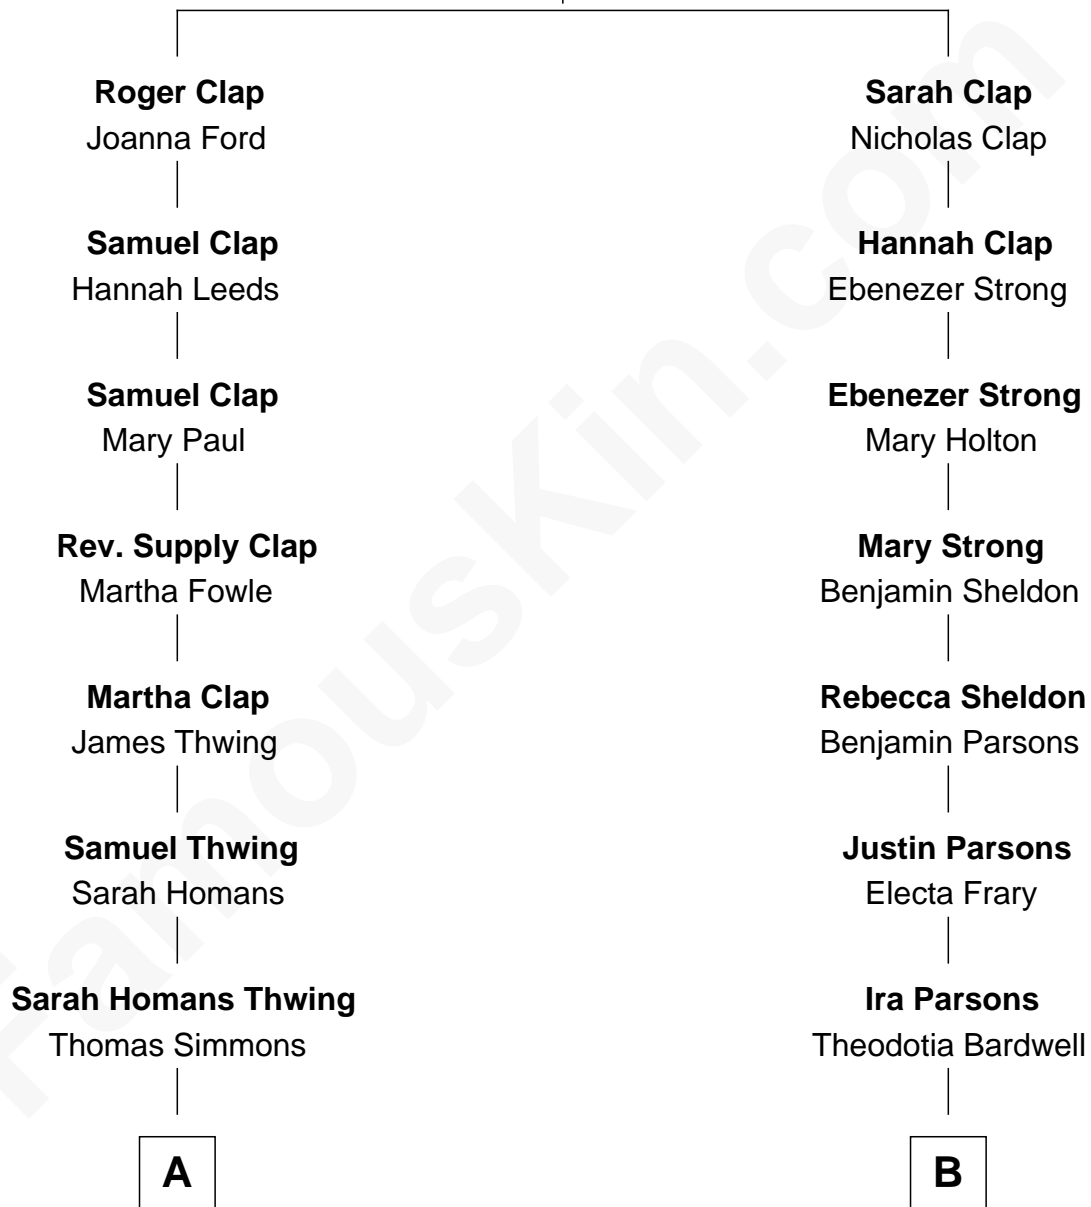 Roger Clap
Joanna Ford
Samuel Clap
Hannah Leeds
Samuel Clap
Mary Paul
Rev. Supply Clap
Martha Fowle
Martha Clap
James Thwing
Samuel Thwing
Sarah Homans
Sarah Homans Thwing
Thomas Simmons
A
Sarah Clap
Nicholas Clap
Hannah Clap
Ebenezer Strong
Ebenezer Strong
Mary Holton
Mary Strong
Benjamin Sheldon
Rebecca Sheldon
Benjamin Parsons
Justin Parsons
Electa Frary
Ira Parsons
Theodotia Bardwell
B
FamousKin.com